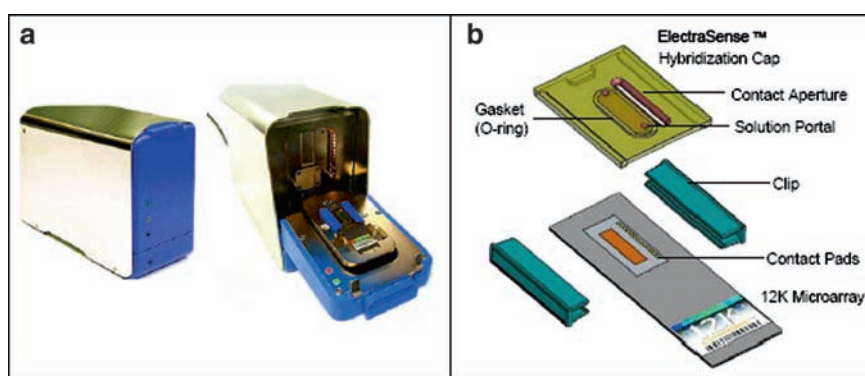 a
b
ElectraSense ™
Hybridization Cap
Contact Aperture
Gasket
(O-ring)
Solution Portal
Clip
Contact Pads
12K Microarray
12K